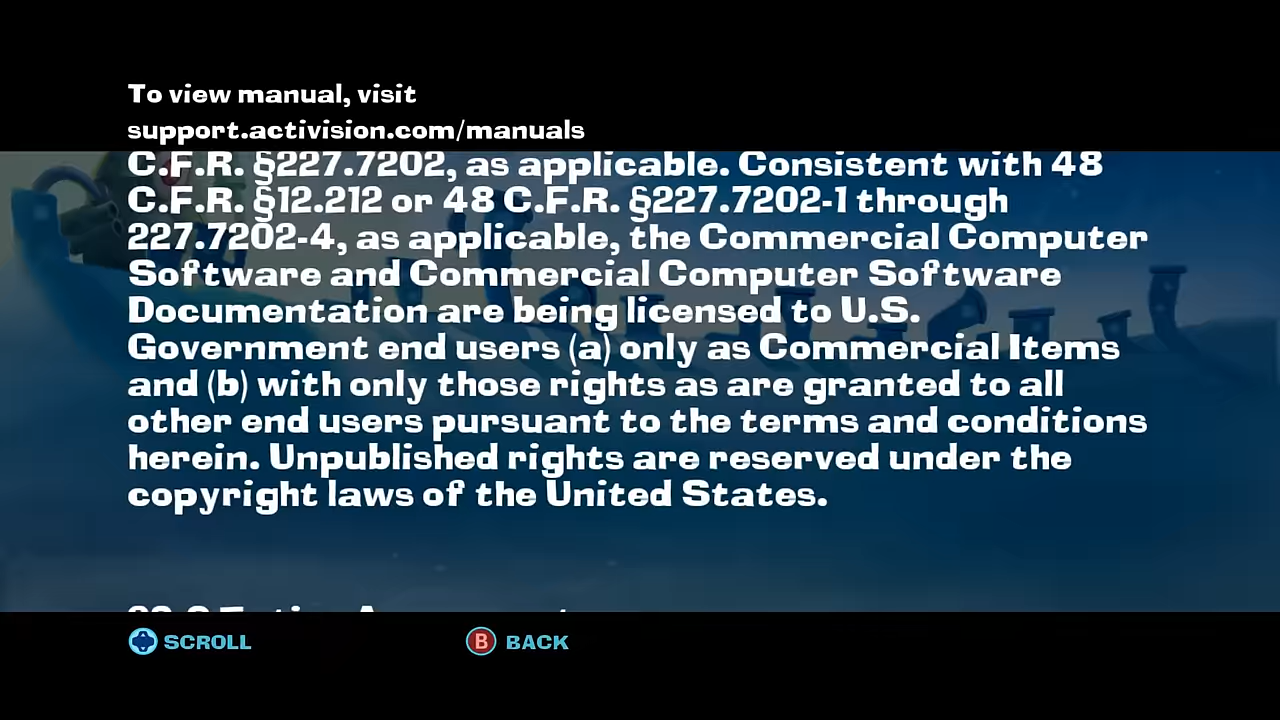 To view manual, visit
support.activision.com/manuals
C.F.R. §227.7202, as applicable. Consistent with 48
C.F.R. §12.212 or 48 C.F.R. §227.7202-1 through
227.7202-4, as applicable, the Commercial Computer
Software and Commercial Computer Software
Documentation are being licensed to U.S.
Government end users (a) only as Commercial Items
and (b) with only those rights as are granted to all
other end users pursuant to the terms and conditions
herein. Unpublished rights are reserved under the
copyright laws of the United States.
SCROLL
B BACK